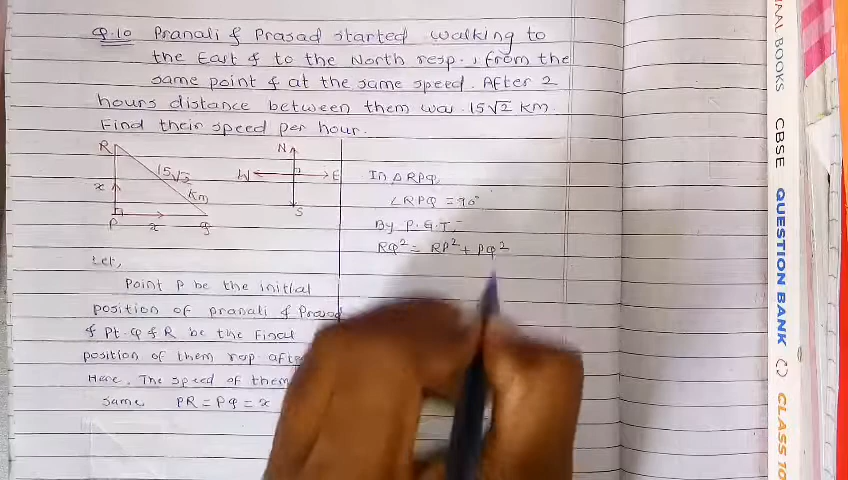 Q.10 Pranali & Prasad started walking to
the East & to the North resp., from the
same point & at the same speed. After 2
hours distance between them was 15√2 km.
Find their speed per hour.
R
15√2 km
x
P x Q
N
W E
S
Let,
Point P be the initial
position of pranali & Prasad
& Pt. Q & R be the Final
position of them resp
Here, The speed of them
same PR = PQ = x
In △RPQ,
∠RPQ = 90°
By P.G.T,-
RQ² = RP² + PQ²
BOOKS
CBSE
QUESTION BANK
CLASS 10